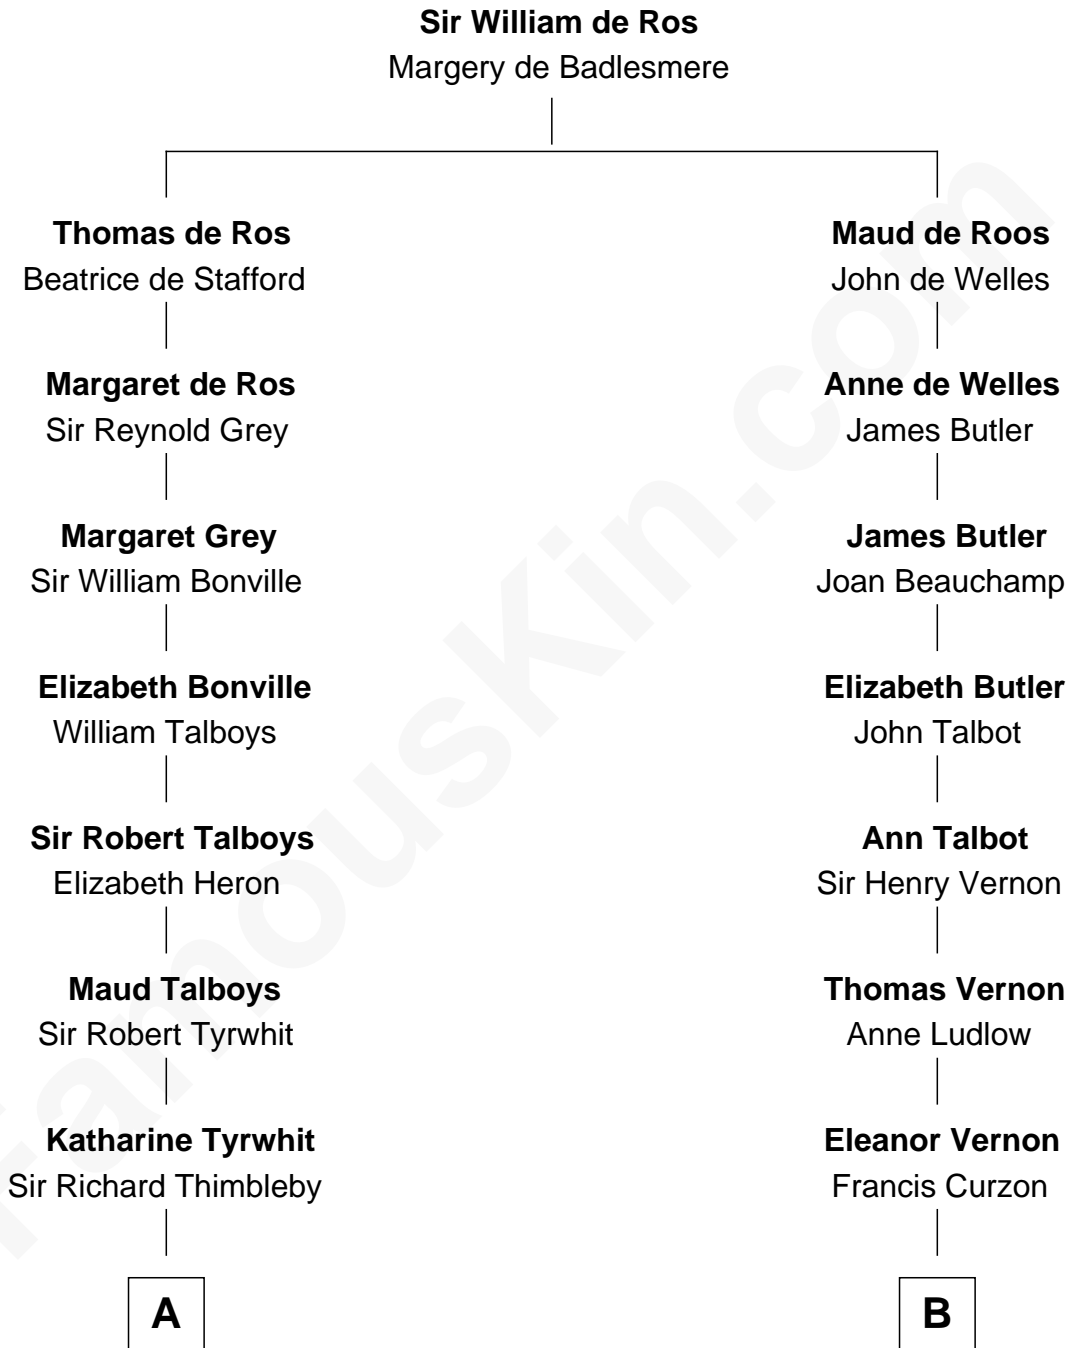 Sir William de Ros
Margery de Badlesmere
Thomas de Ros
Beatrice de Stafford
Margaret de Ros
Sir Reynold Grey
Margaret Grey
Sir William Bonville
Elizabeth Bonville
William Talboys
Sir Robert Talboys
Elizabeth Heron
Maud Talboys
Sir Robert Tyrwhit
Katharine Tyrwhit
Sir Richard Thimbleby
A
Maud de Roos
John de Welles
Anne de Welles
James Butler
James Butler
Joan Beauchamp
Elizabeth Butler
John Talbot
Ann Talbot
Sir Henry Vernon
Thomas Vernon
Anne Ludlow
Eleanor Vernon
Francis Curzon
B
FamousKin.com